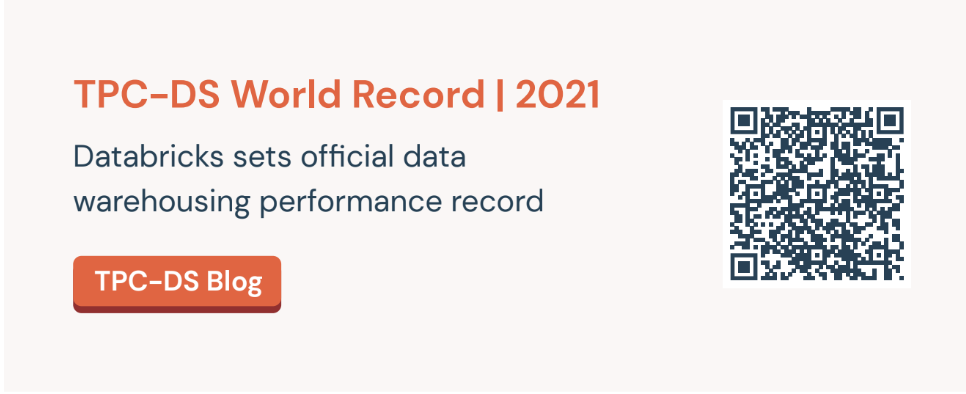 TPC-DS World Record | 2021
Databricks sets official data
warehousing performance record
TPC-DS Blog